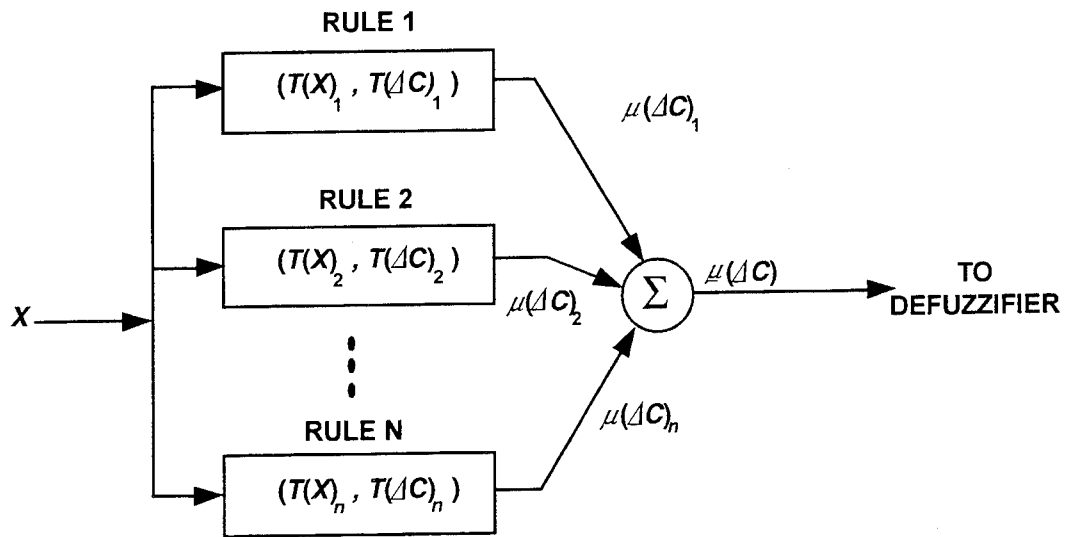 RULE 1
(T(X)₁ , T(ΔC)₁ )
μ(ΔC)₁
RULE 2
(T(X)₂ , T(ΔC)₂ )
μ(ΔC)₂
Σ
μ(ΔC)
TO
DEFUZZIFIER
X
RULE N
(T(X)ₙ , T(ΔC)ₙ )
μ(ΔC)ₙ